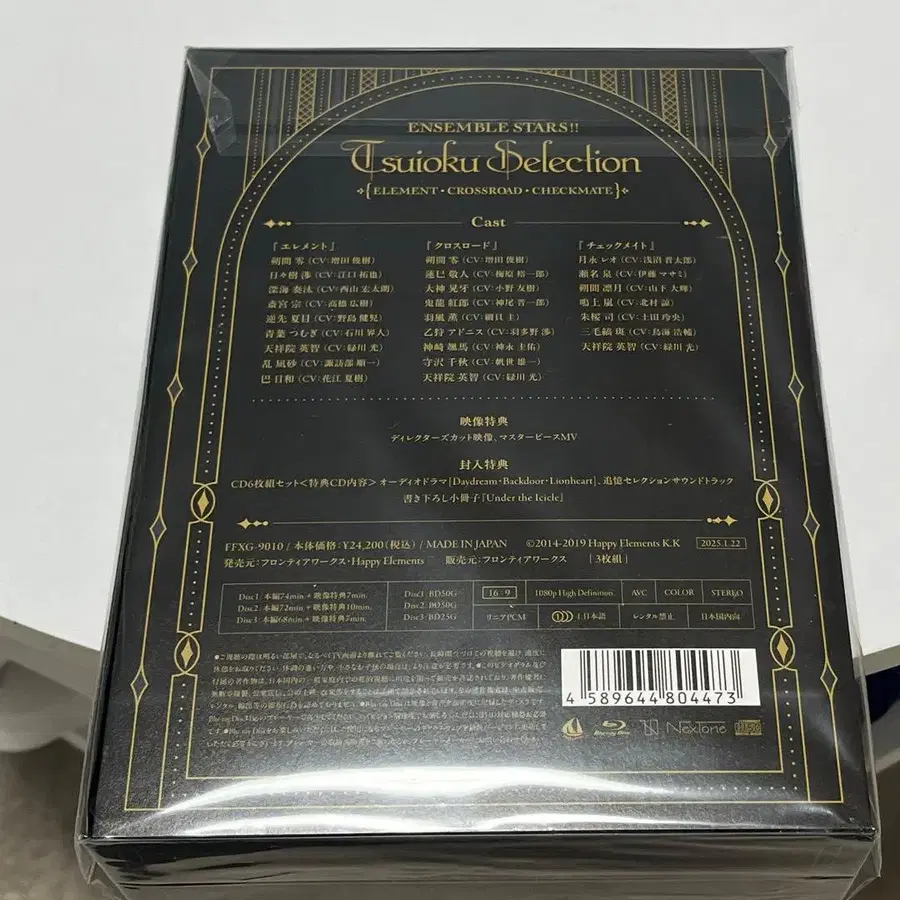 ENSEMBLE STARS!!
Tsuioku Selection
{ELEMENT・CROSSROAD・CHECKMATE}
Cast
『エレメント』
朔間 零(CV:増田 俊樹)
日々樹 渉(CV:江口 拓也)
深海 奏汰(CV:西山 宏太朗)
斎宮 宗(CV:高橋 広樹)
逆先 夏目(CV:野島 健児)
青葉 つむぎ(CV:石川 界人)
天祥院 英智(CV:緑川 光)
乱 凪砂(CV:諏訪部 順一)
巴 日和(CV:花江 夏樹)
『クロスロード』
朔間 零(CV:増田 俊樹)
蓮巳 敬人(CV:梅原 裕一郎)
大神 晃牙(CV:小野 友樹)
鬼龍 紅郎(CV:神尾 晋一郎)
羽風 薫(CV:細貝 圭)
乙狩 アドニス(CV:羽多野 渉)
神崎 颯馬(CV:神永 圭佑)
守沢 千秋(CV:帆世 雄一)
天祥院 英智(CV:緑川 光)
『チェックメイト』
月永 レオ(CV:浅沼 晋太郎)
瀬名 泉(CV:伊藤 マサミ)
朔間 凛月(CV:山下 大輝)
鳴上 嵐(CV:北村 諒)
朱桜 司(CV:土田 玲央)
三毛縞 斑(CV:鳥海 浩輔)
天祥院 英智(CV:緑川 光)
映像特典
ディレクターズカット映像、マスターピースMV
封入特典
CD6枚組セット<特典CD内容>オーディオドラマ[Daydream・Backdoor・Lionheart]、追憶セレクションサウンドトラック
書き下ろし小冊子『Under the Icicle』
FFXG-9010 / 本体価格:¥24,200(税込) / MADE IN JAPAN ©2014-2019 Happy Elements K.K 2025.1.22
発売元:フロンティアワークス・Happy Elements 販売元:フロンティアワークス [3枚組]
Disc1: 本編74min.+映像特典7min.
Disc2: 本編72min.+映像特典10min.
Disc3: 本編68min.+映像特典7min.
Disc1: BD50G
Disc2: BD50G
Disc3: BD25G
16:9 1080p High Definition AVC COLOR STEREO
リニアPCM 1.日本語 レンタル禁止 日本国内向
4 589644 804473
Blu-ray Disc
NexTone